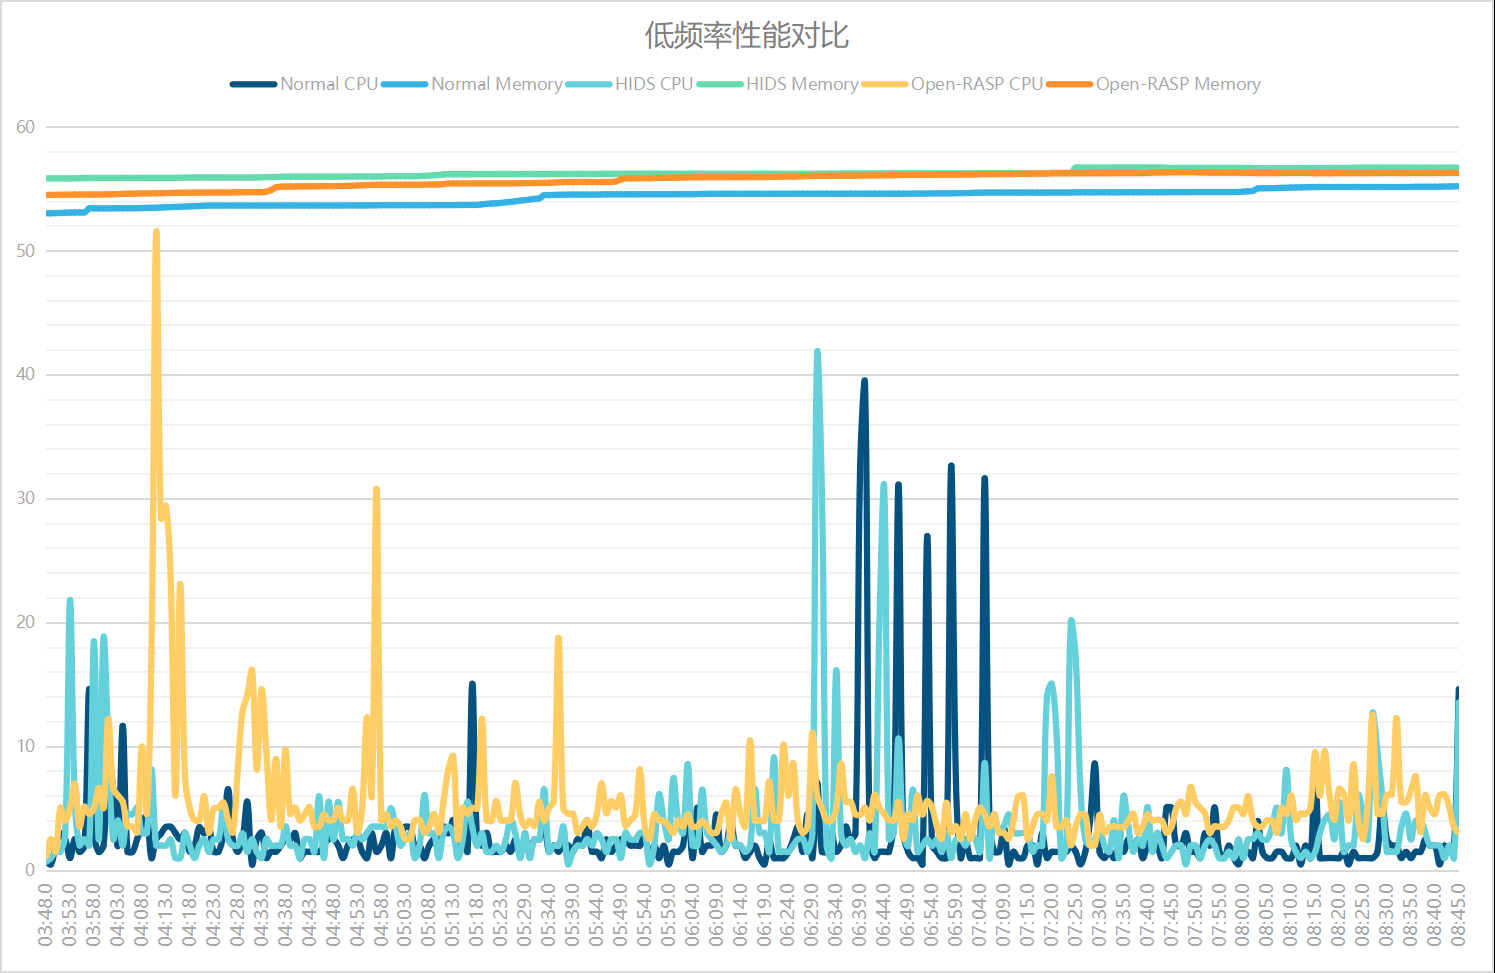 低频率性能对比
Normal CPU Normal Memory HIDS CPU HIDS Memory Open-RASP CPU Open-RASP Memory
60
50
40
30
20
10
0
03:48.0 03:53.0 03:58.0 04:03.0 04:08.0 04:13.0 04:18.0 04:23.0 04:28.0 04:33.0 04:38.0 04:43.0 04:48.0 04:53.0 04:58.0 05:03.0 05:08.0 05:13.0 05:18.0 05:23.0 05:29.0 05:34.0 05:39.0 05:44.0 05:49.0 05:54.0 05:59.0 06:04.0 06:09.0 06:14.0 06:19.0 06:24.0 06:29.0 06:34.0 06:39.0 06:44.0 06:49.0 06:54.0 06:59.0 07:04.0 07:09.0 07:15.0 07:20.0 07:25.0 07:30.0 07:35.0 07:40.0 07:45.0 07:50.0 07:55.0 08:00.0 08:05.0 08:10.0 08:15.0 08:20.0 08:25.0 08:30.0 08:35.0 08:40.0 08:45.0